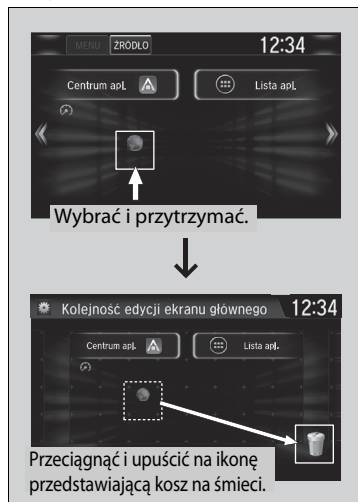 MENU ŹRÓDŁO 12:34
Centrum apl. Lista apl.
Wybrać i przytrzymać.
Kolejność edycji ekranu głównego 12:34
Centrum apl. Lista apl.
Przeciągnąć i upuścić na ikonę
przedstawiającą kosz na śmieci.